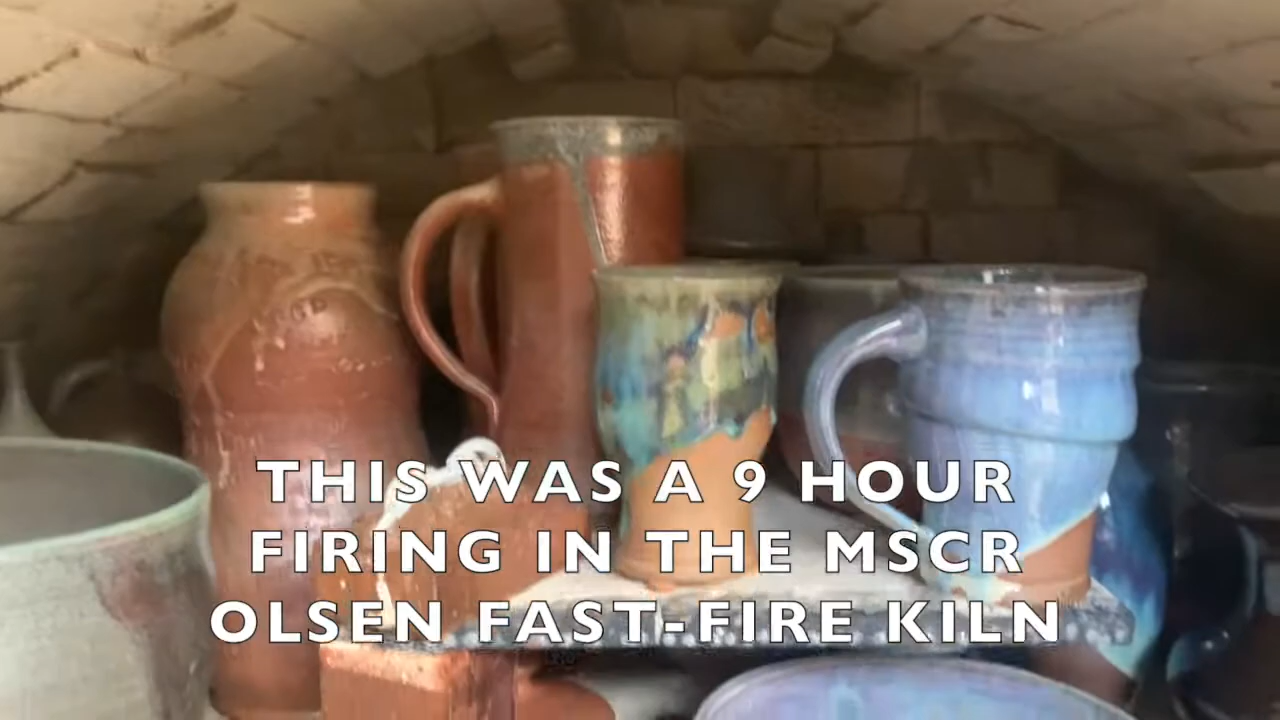 THIS WAS A 9 HOUR
FIRING IN THE MSCR
OLSEN FAST-FIRE KILN